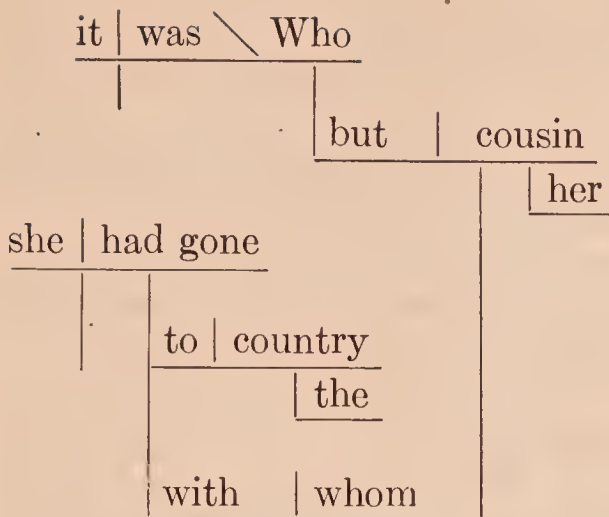 it was Who
but cousin
her
she had gone
to country
the
with whom